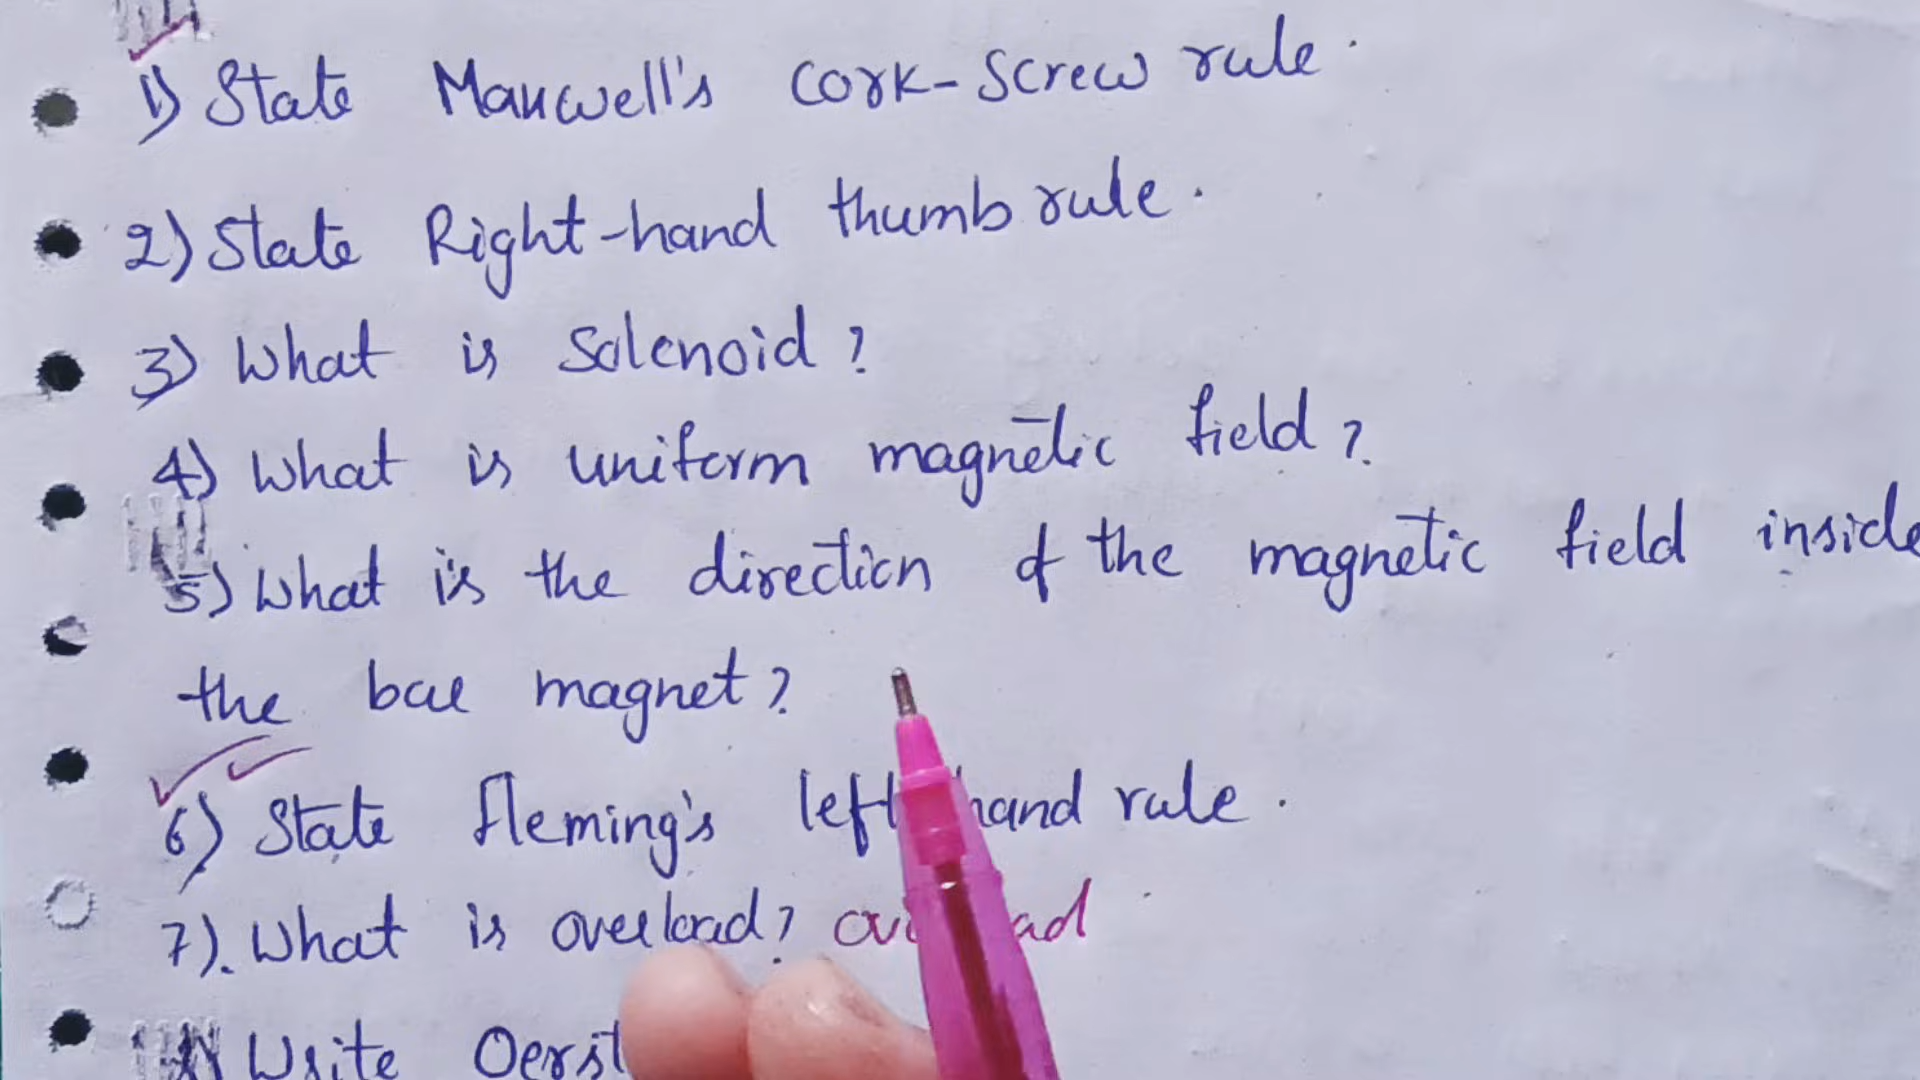 1) State Maxwell's Cork-Screw rule.
2) State Right-hand thumb rule.
3) What is Solenoid?
4) What is uniform magnetic field?
5) What is the direction of the magnetic field inside
the bar magnet?
6) State Fleming's left hand rule.
7). What is overload?
Write